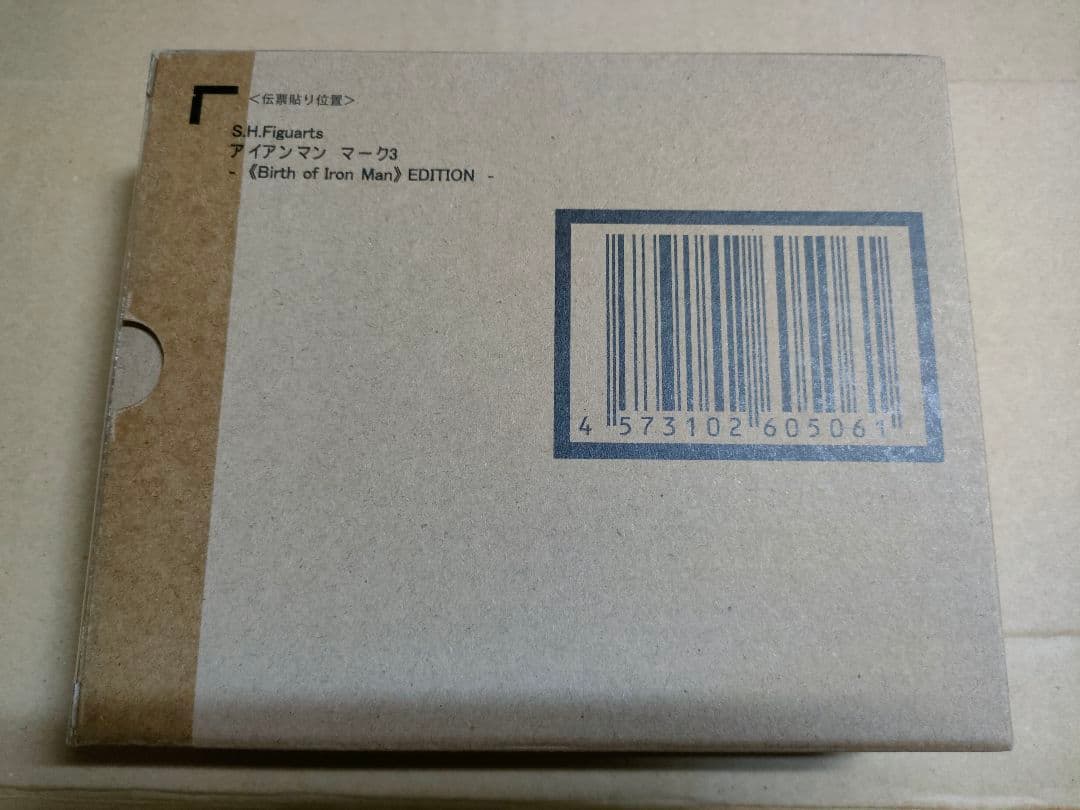 ＜伝票貼り位置＞
S.H.Figuarts
アイアンマン マーク3
- 《Birth of Iron Man》 EDITION -
4 573102 605061